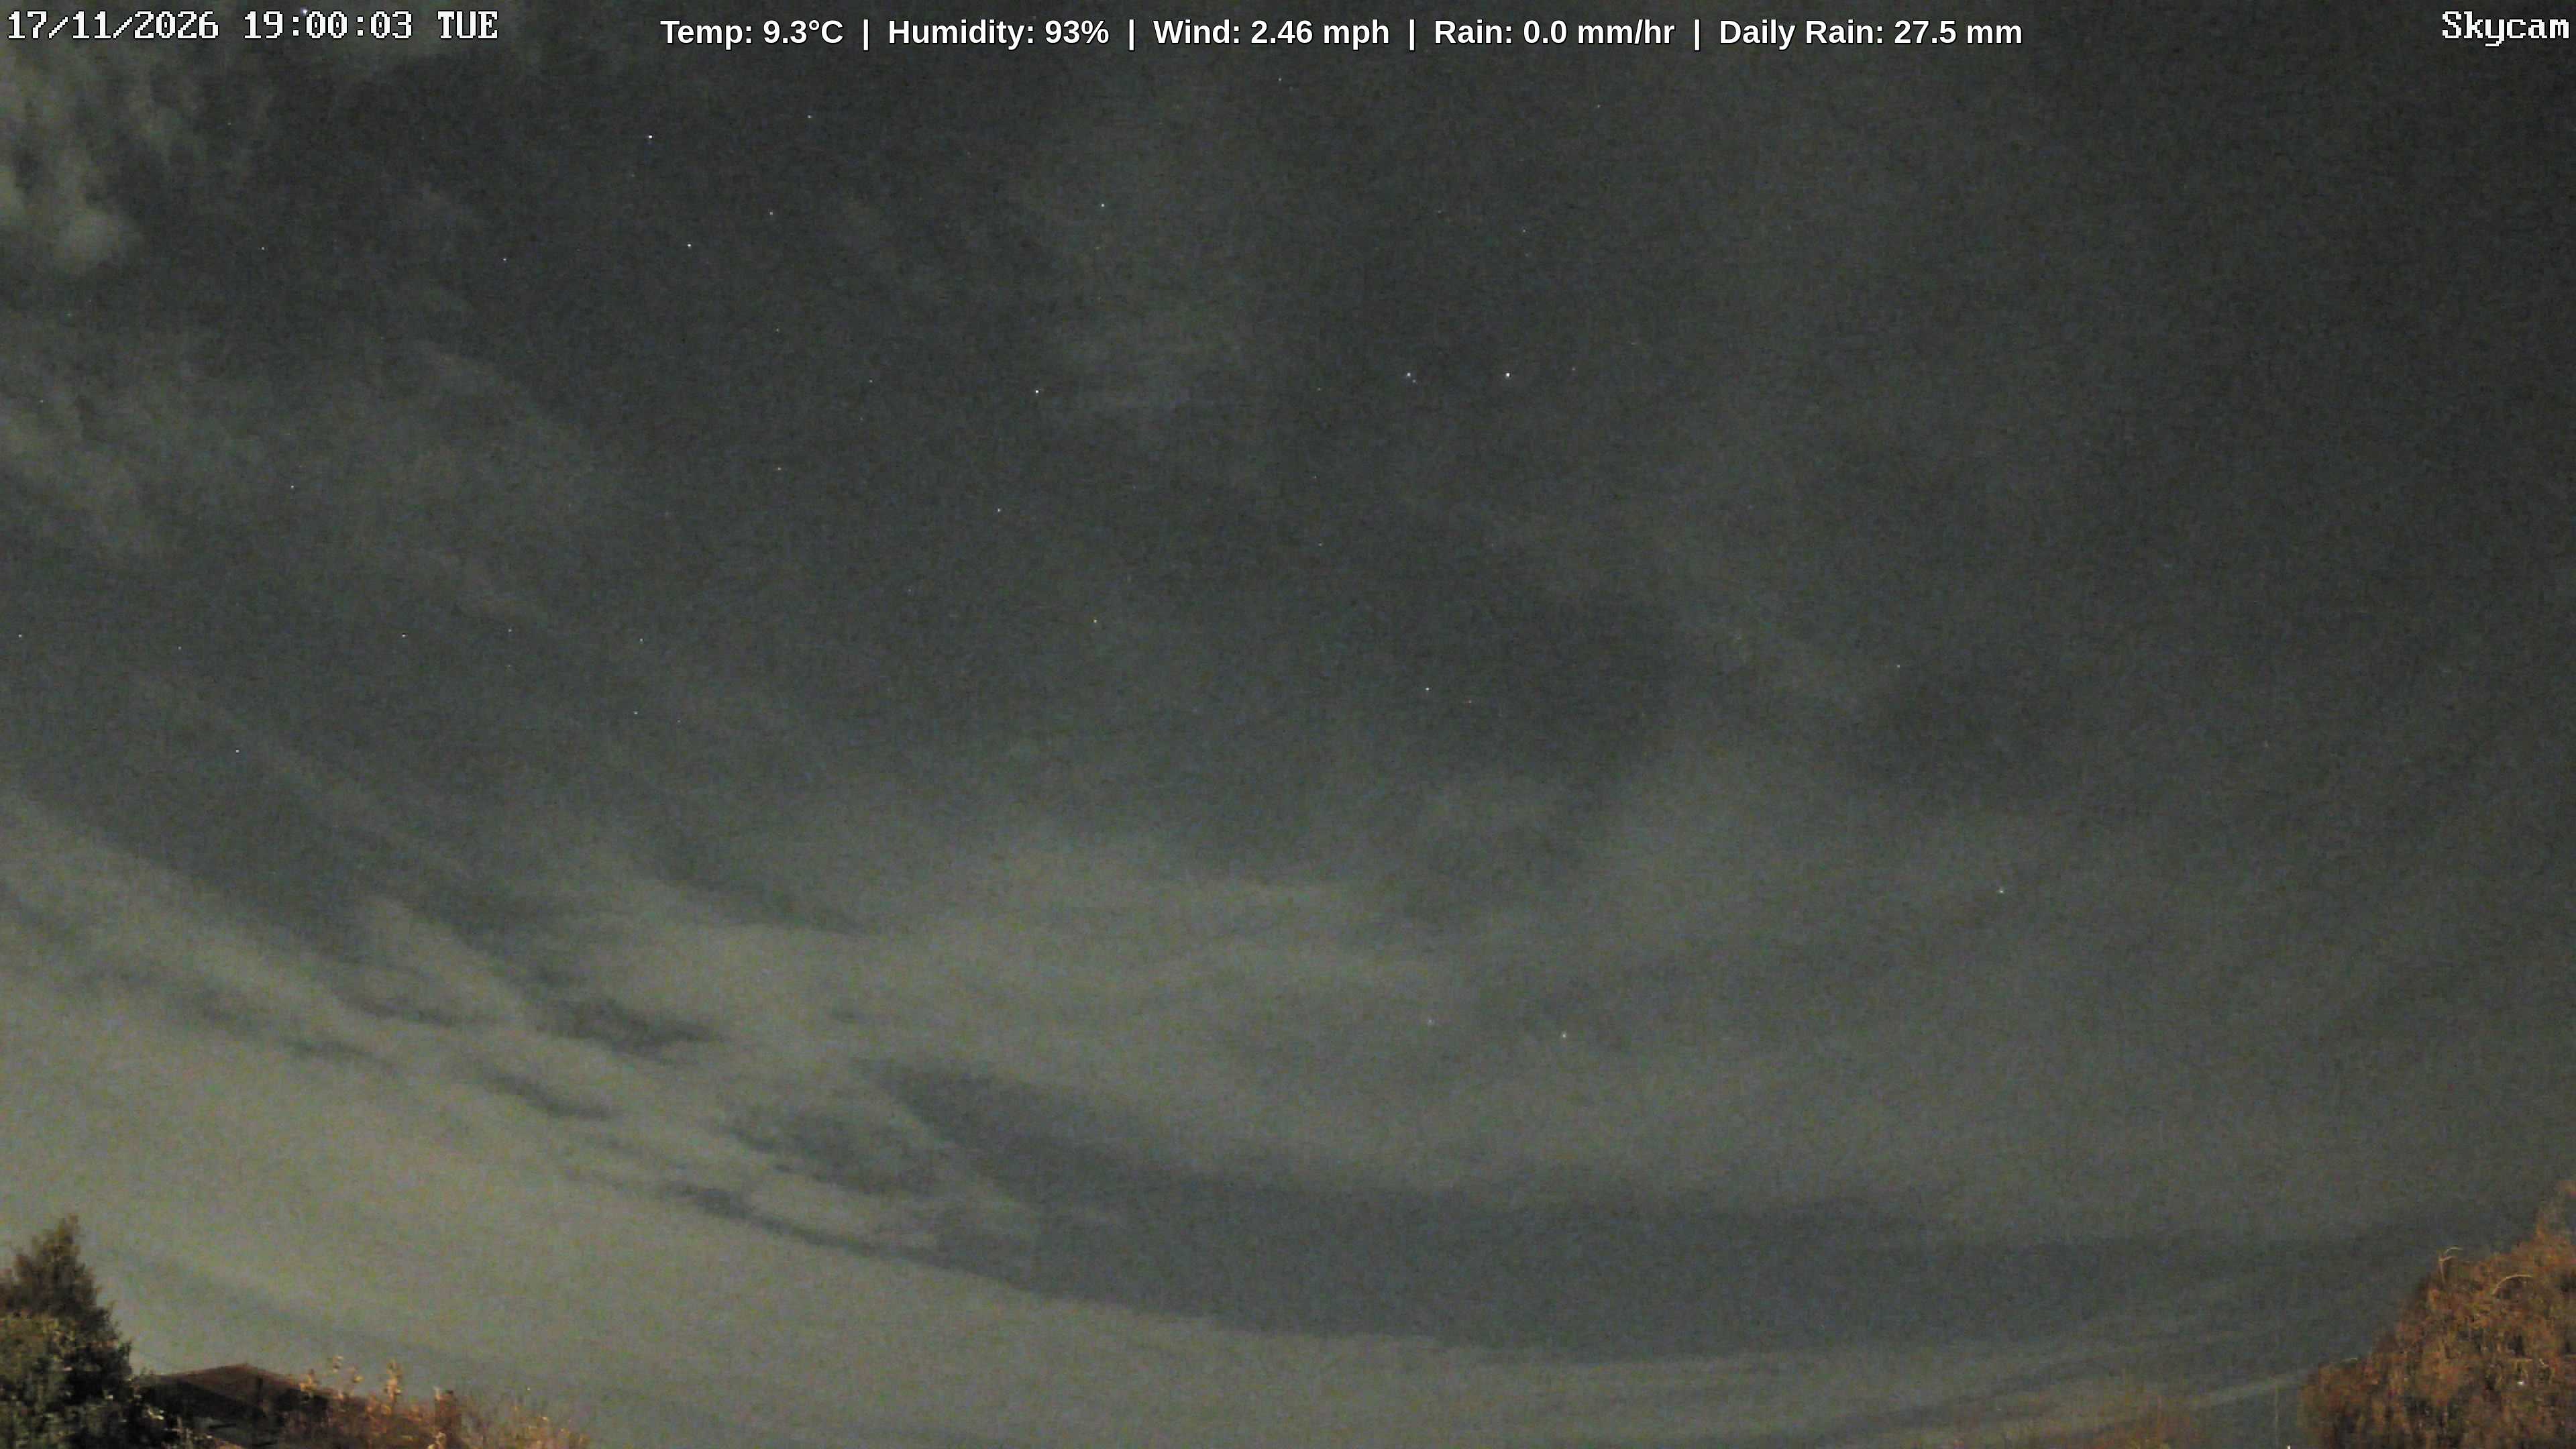 17/11/2026 19:00:03 TUE
Temp: 9.3°C | Humidity: 93% | Wind: 2.46 mph | Rain: 0.0 mm/hr | Daily Rain: 27.5 mm
Skycam